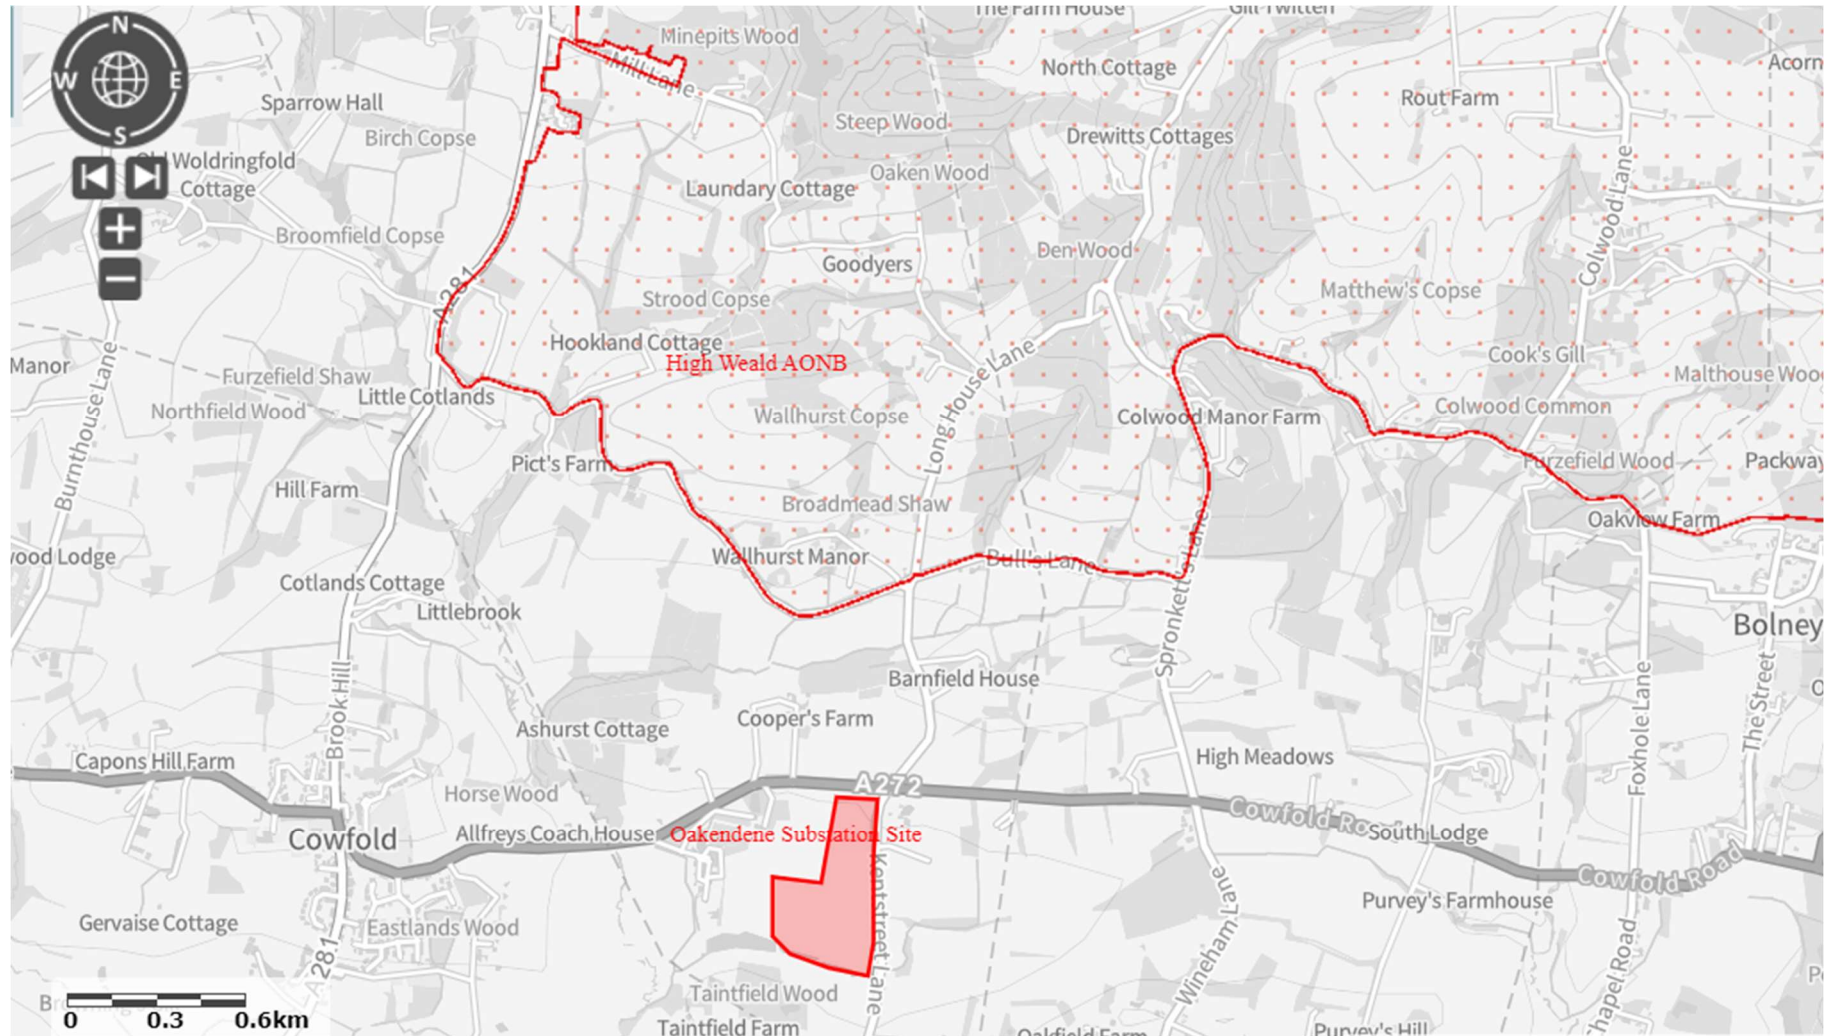 The Farm House
Gill Twitten
N
Minepits Wood
Mill Lane
North Cottage
Acorn
W
E
Sparrow Hall
Rout Farm
S
Birch Copse
Steep Wood
Drewitts Cottages
Old Woldringfold
Cottage
Laundary Cottage
Oaken Wood
Colwood Lane
Broomfield Copse
Goodyers
Den Wood
A281
Strood Copse
Matthew's Copse
Manor
Hookland Cottage
High Weald AONB
Long House Lane
Cook's Gill
Malthouse Woo
Burnthouse Lane
Furzefield Shaw
Little Cotlands
Northfield Wood
Wallhurst Copse
Colwood Manor Farm
Colwood Common
Pict's Farm
Furzefield Wood
Packway
Hill Farm
Broadmead Shaw
Oakview Farm
wood Lodge
Wallhurst Manor
Bull's Lane
Spronkett's Lane
Cotlands Cottage
Littlebrook
Bolney
Barnfield House
Brook Hill
Cooper's Farm
Ashurst Cottage
Foxhole Lane
The Street
Capons Hill Farm
High Meadows
A272
Horse Wood
Cowfold
Allfreys Coach House
Oakendene Substation Site
Cowfold Ro
South Lodge
Cowfold Road
Kentstreet Lane
Gervaise Cottage
Eastlands Wood
Purvey's Farmhouse
A281
Wineham Lane
Chapel Road
Taintfield Wood
0 0.3 0.6km
Taintfield Farm
Oakfield Farm
Purvey's Hill